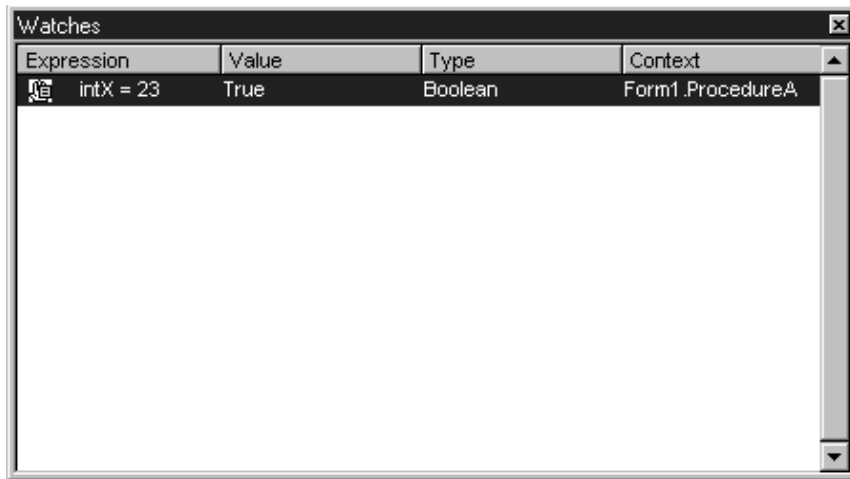 Watches
Expression Value Type Context
intX = 23 True Boolean Form1.ProcedureA